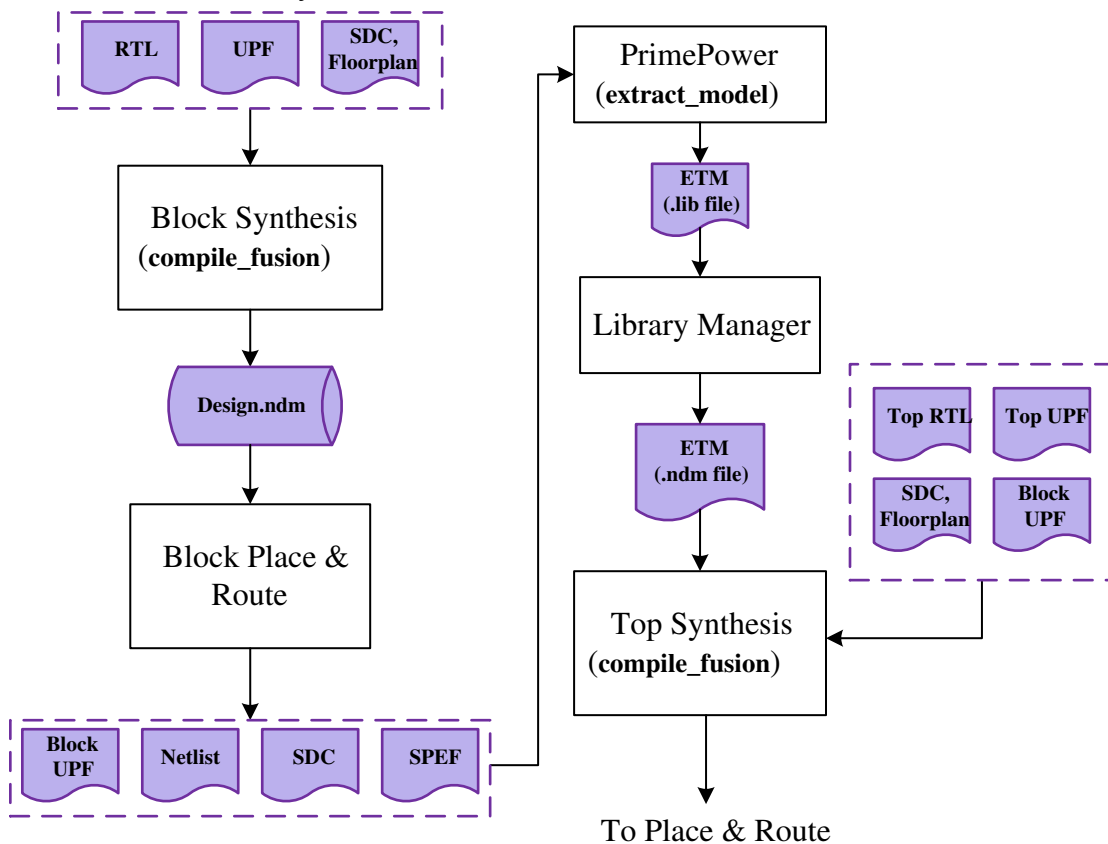 RTL
UPF
SDC,
Floorplan
Block Synthesis
(compile_fusion)
Design.ndm
Block Place &
Route
Block
UPF
Netlist
SDC
SPEF
PrimePower
(extract_model)
ETM
(.lib file)
Library Manager
ETM
(.ndm file)
Top RTL
Top UPF
SDC,
Floorplan
Block
UPF
Top Synthesis
(compile_fusion)
To Place & Route